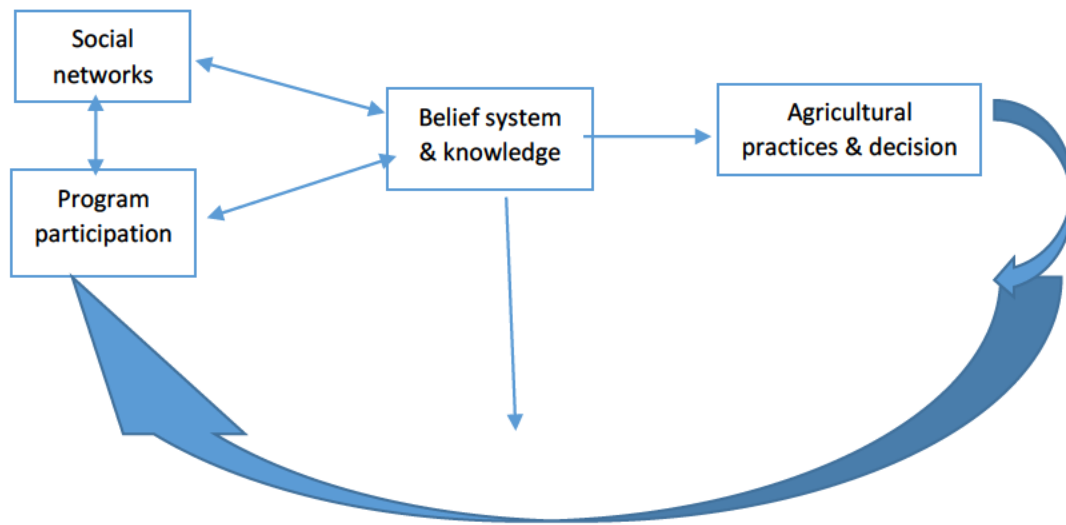 Social
networks
Program
participation
Belief system
& knowledge
Agricultural
practices & decision